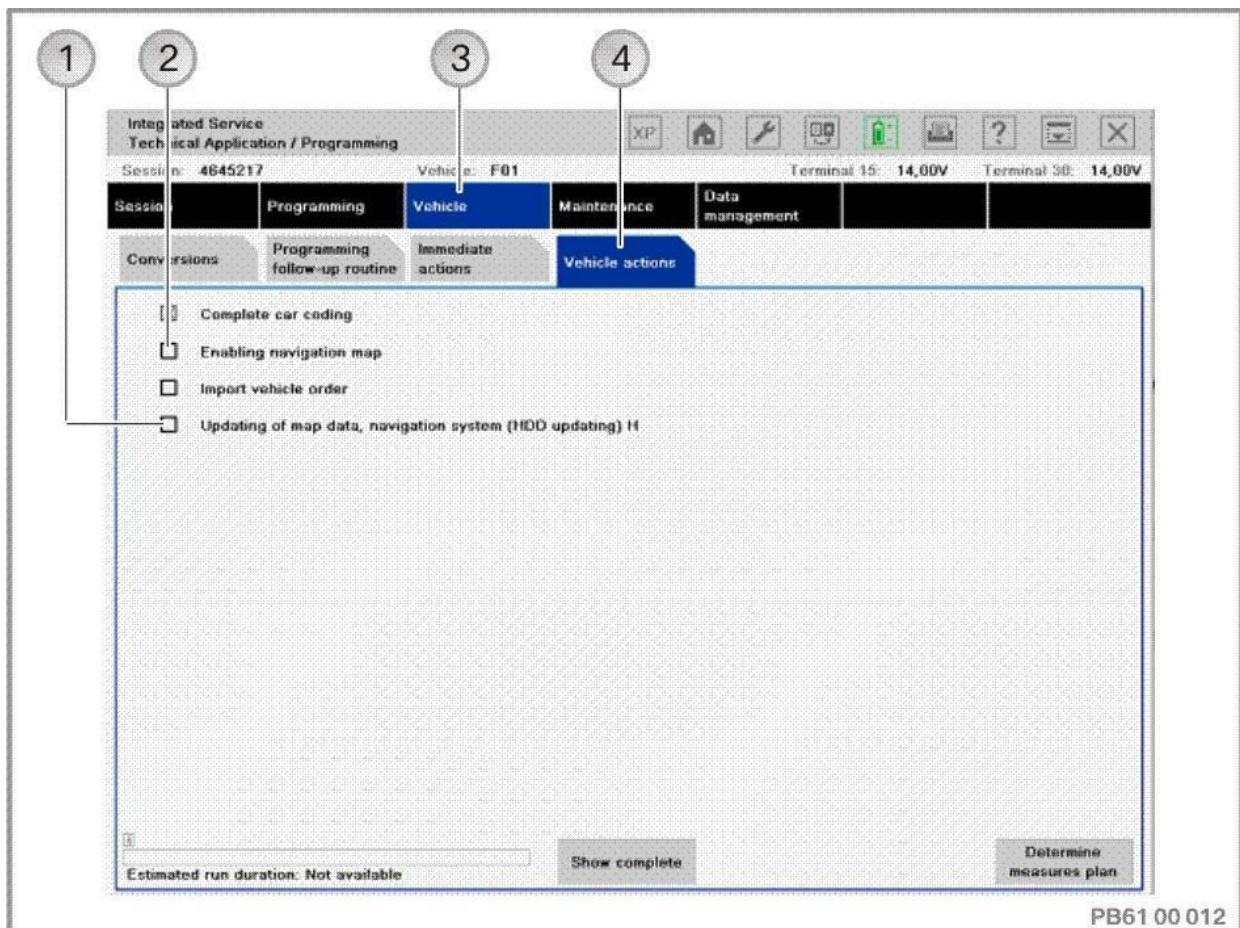 1 2 3 4
Integrated Service
Technical Application / Programming
XP
?
Session: 4645217 Vehicle: F01 Terminal 15: 14,00V Terminal 30: 14,00V
Session Programming Vehicle Maintenance Data management
Conversions Programming follow-up routine Immediate actions Vehicle actions
Complete car coding
Enabling navigation map
Import vehicle order
Updating of map data, navigation system (HDD updating) H
Estimated run duration: Not available
Show complete
Determine
measures plan
PB61 00 012